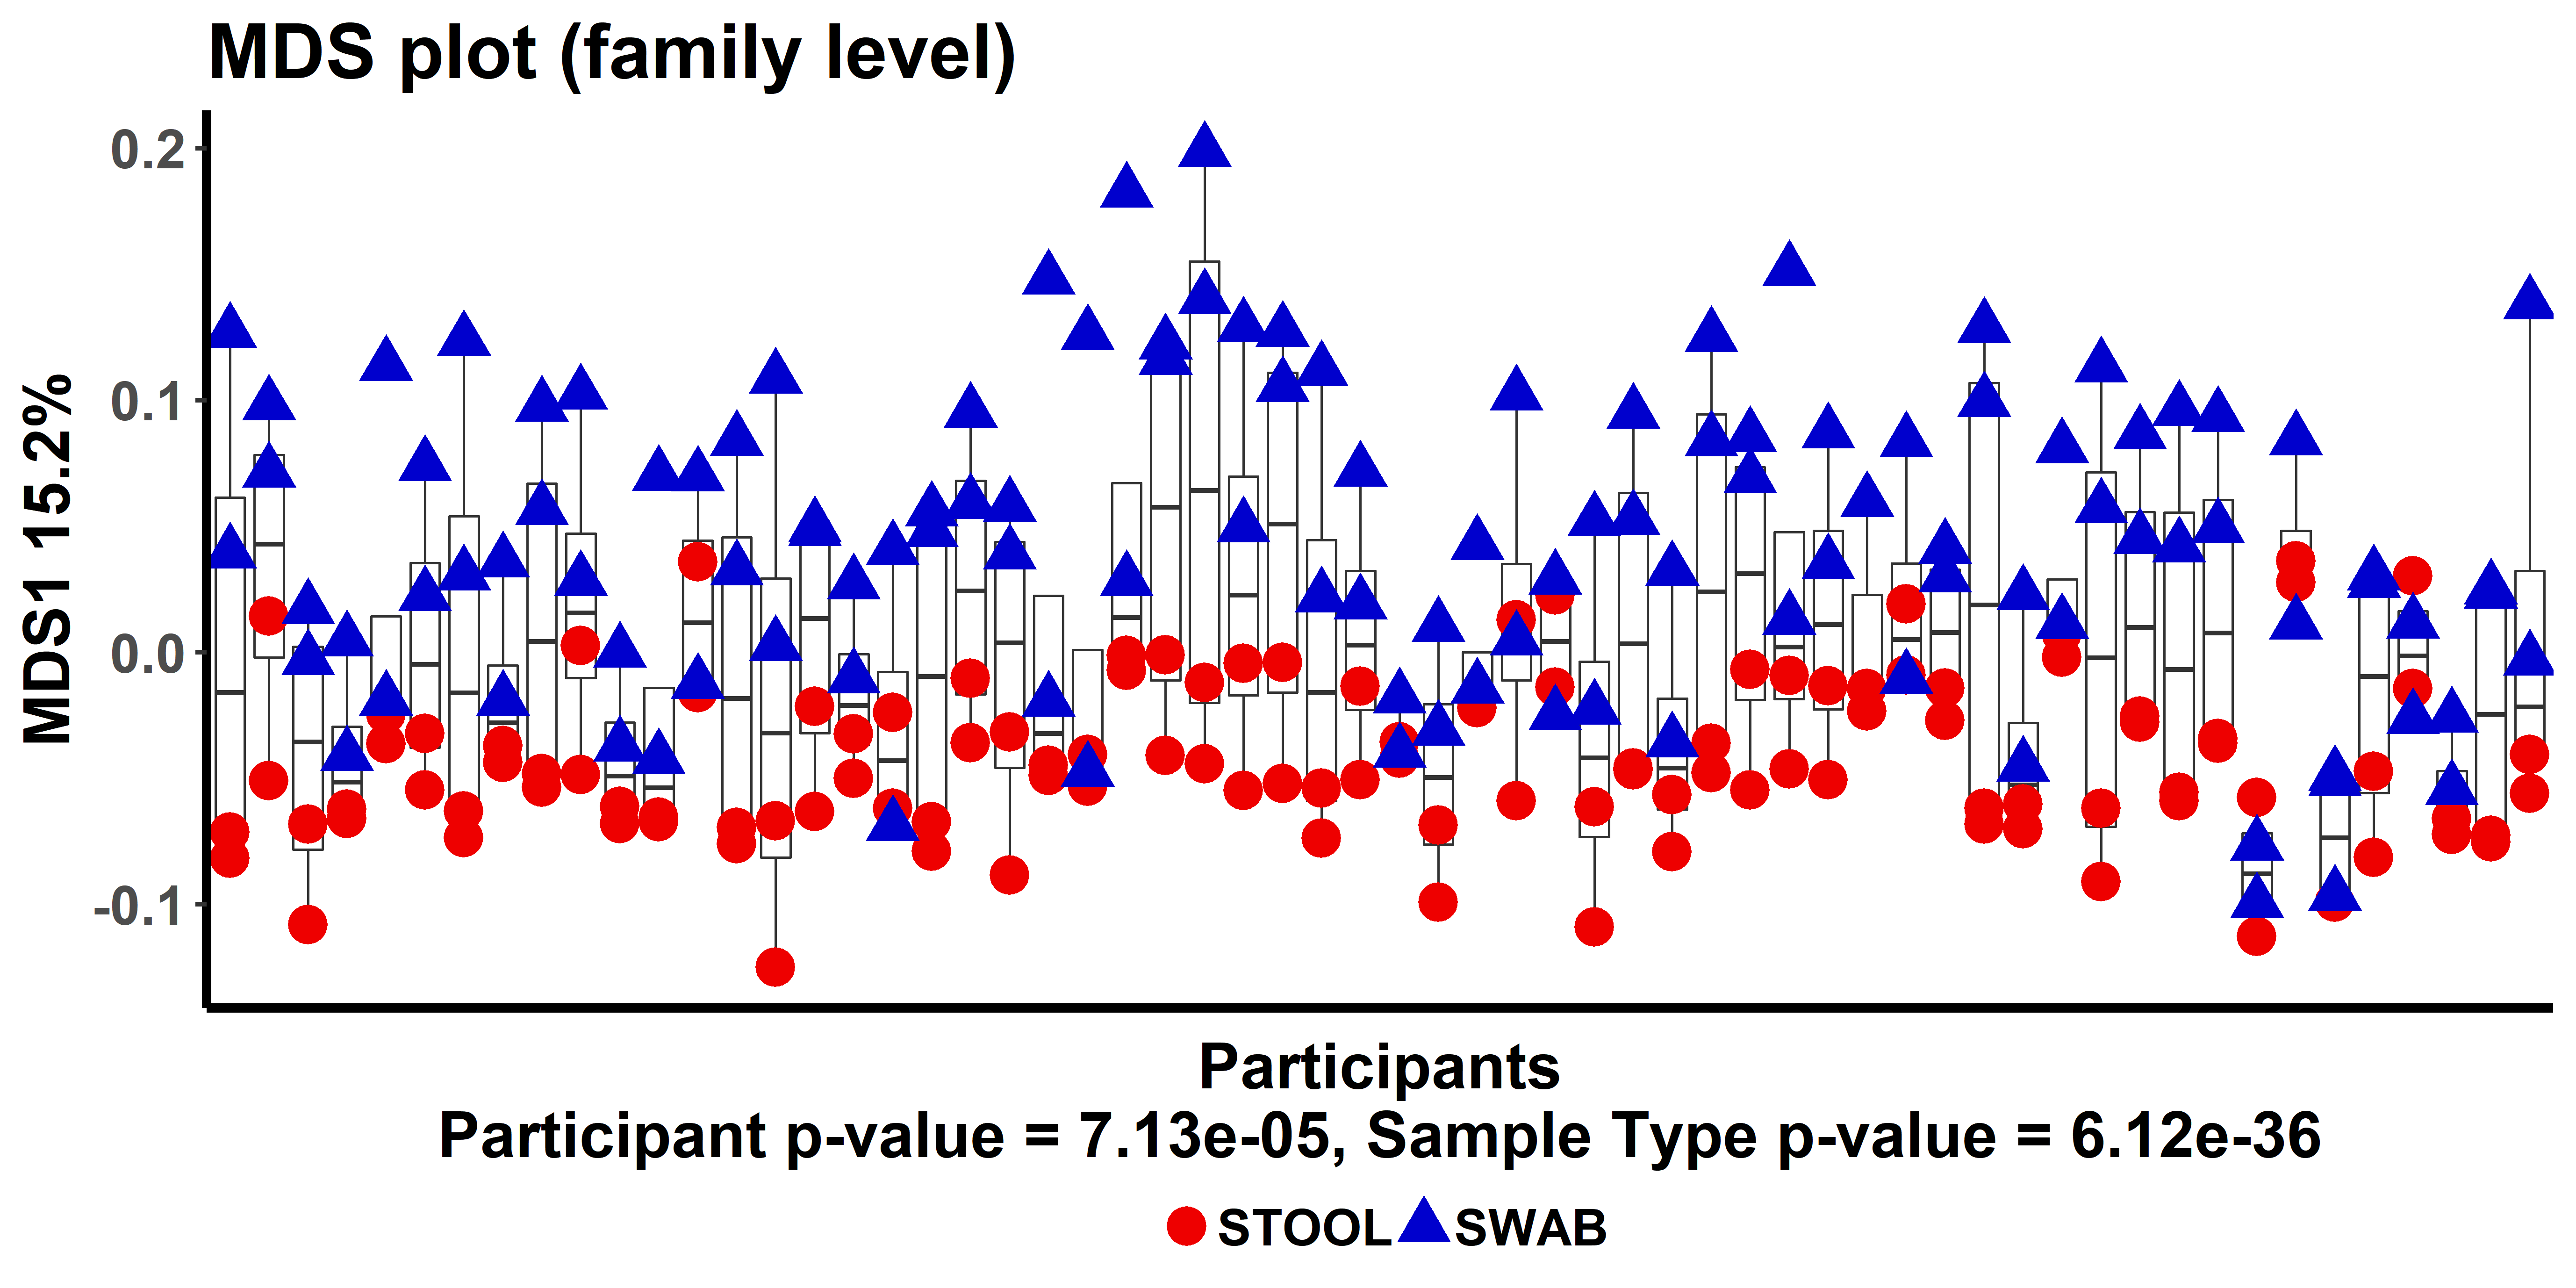 MDS plot (family level)
0.2
0.1
0.0
-0.1
MDS1 15.2%
Participants
Participant p-value = 7.13e-05, Sample Type p-value = 6.12e-36
STOOL SWAB